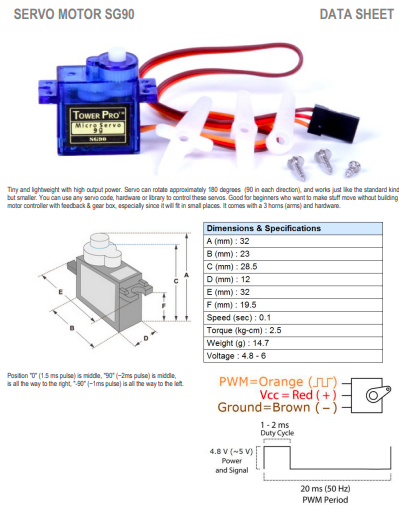 SERVO MOTOR SG90 DATA SHEET
TOWER PRO™
Micro Servo
9g
SG90
Tiny and lightweight with high output power. Servo can rotate approximately 180 degrees (90 in each direction), and works just like the standard kind
but smaller. You can use any servo code, hardware or library to control these servos. Good for beginners who want to make stuff move without building
motor controller with feedback & gear box, especially since it will fit in small places. It comes with a 3 horns (arms) and hardware.
Dimensions & Specifications
A (mm) : 32
B (mm) : 23
C (mm) : 28.5
D (mm) : 12
E (mm) : 32
F (mm) : 19.5
Speed (sec) : 0.1
Torque (kg-cm) : 2.5
Weight (g) : 14.7
Voltage : 4.8 - 6
A
C
F
E
B
D
Position "0" (1.5 ms pulse) is middle, "90" (~2ms pulse) is middle,
is all the way to the right, "-90" (~1ms pulse) is all the way to the left.
PWM=Orange (⎍⎍)
Vcc = Red (+)
Ground=Brown (−)
1 - 2 ms
Duty Cycle
4.8 V (~5 V)
Power
and Signal
20 ms (50 Hz)
PWM Period